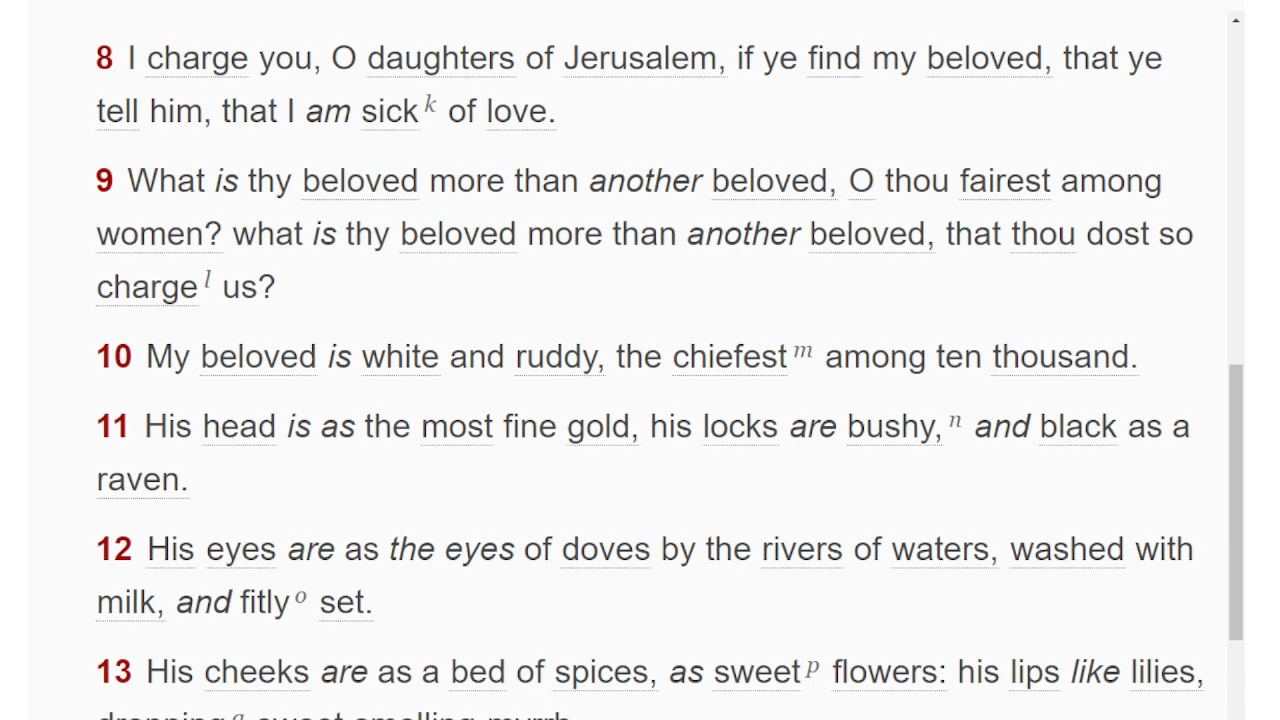 8 I charge you, O daughters of Jerusalem, if ye find my beloved, that ye
tell him, that I am sick k of love.
9 What is thy beloved more than another beloved, O thou fairest among
women? what is thy beloved more than another beloved, that thou dost so
charge l us?
10 My beloved is white and ruddy, the chiefest m among ten thousand.
11 His head is as the most fine gold, his locks are bushy, n and black as a
raven.
12 His eyes are as the eyes of doves by the rivers of waters, washed with
milk, and fitly o set.
13 His cheeks are as a bed of spices, as sweet p flowers: his lips like lilies,
dropping q sweet smelling myrrh.